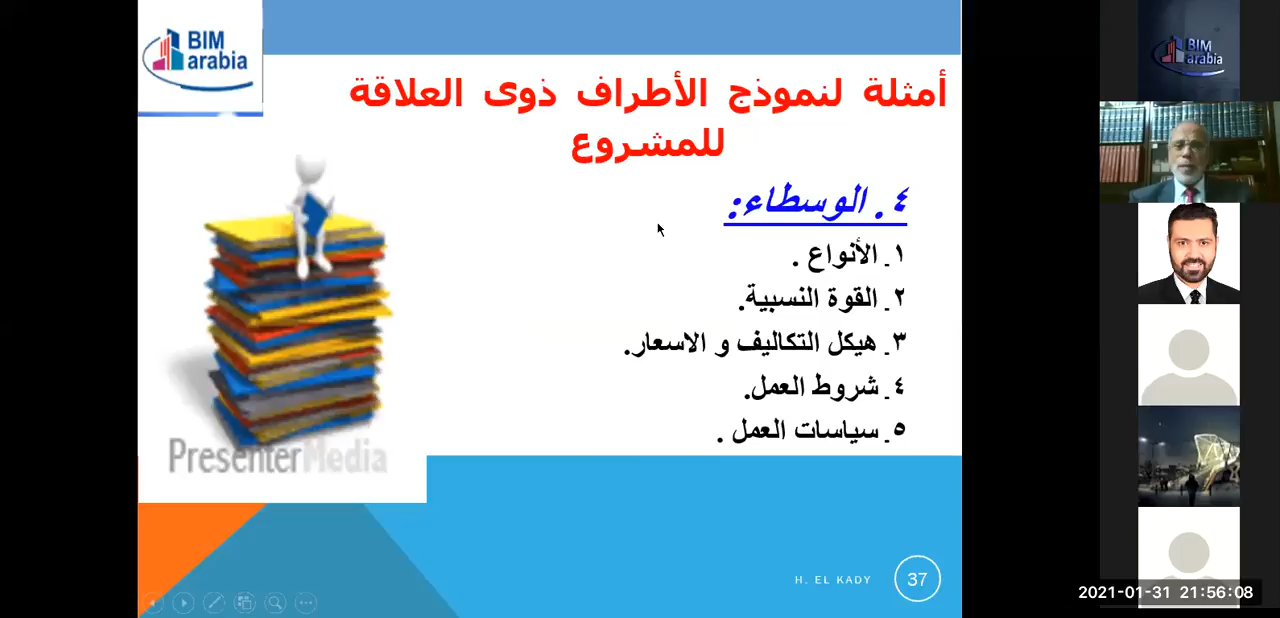 BIM
arabia
أمثلة لنموذج الأطراف ذوى العلاقة
للمشروع
٤. الوسطاء:
١. الأنواع .
٢. القوة النسبية.
٣. هيكل التكاليف و الاسعار.
٤. شروط العمل.
٥. سياسات العمل .
PresenterMedia
H. EL KADY
37
BIM
arabia
2021-01-31 21:56:08